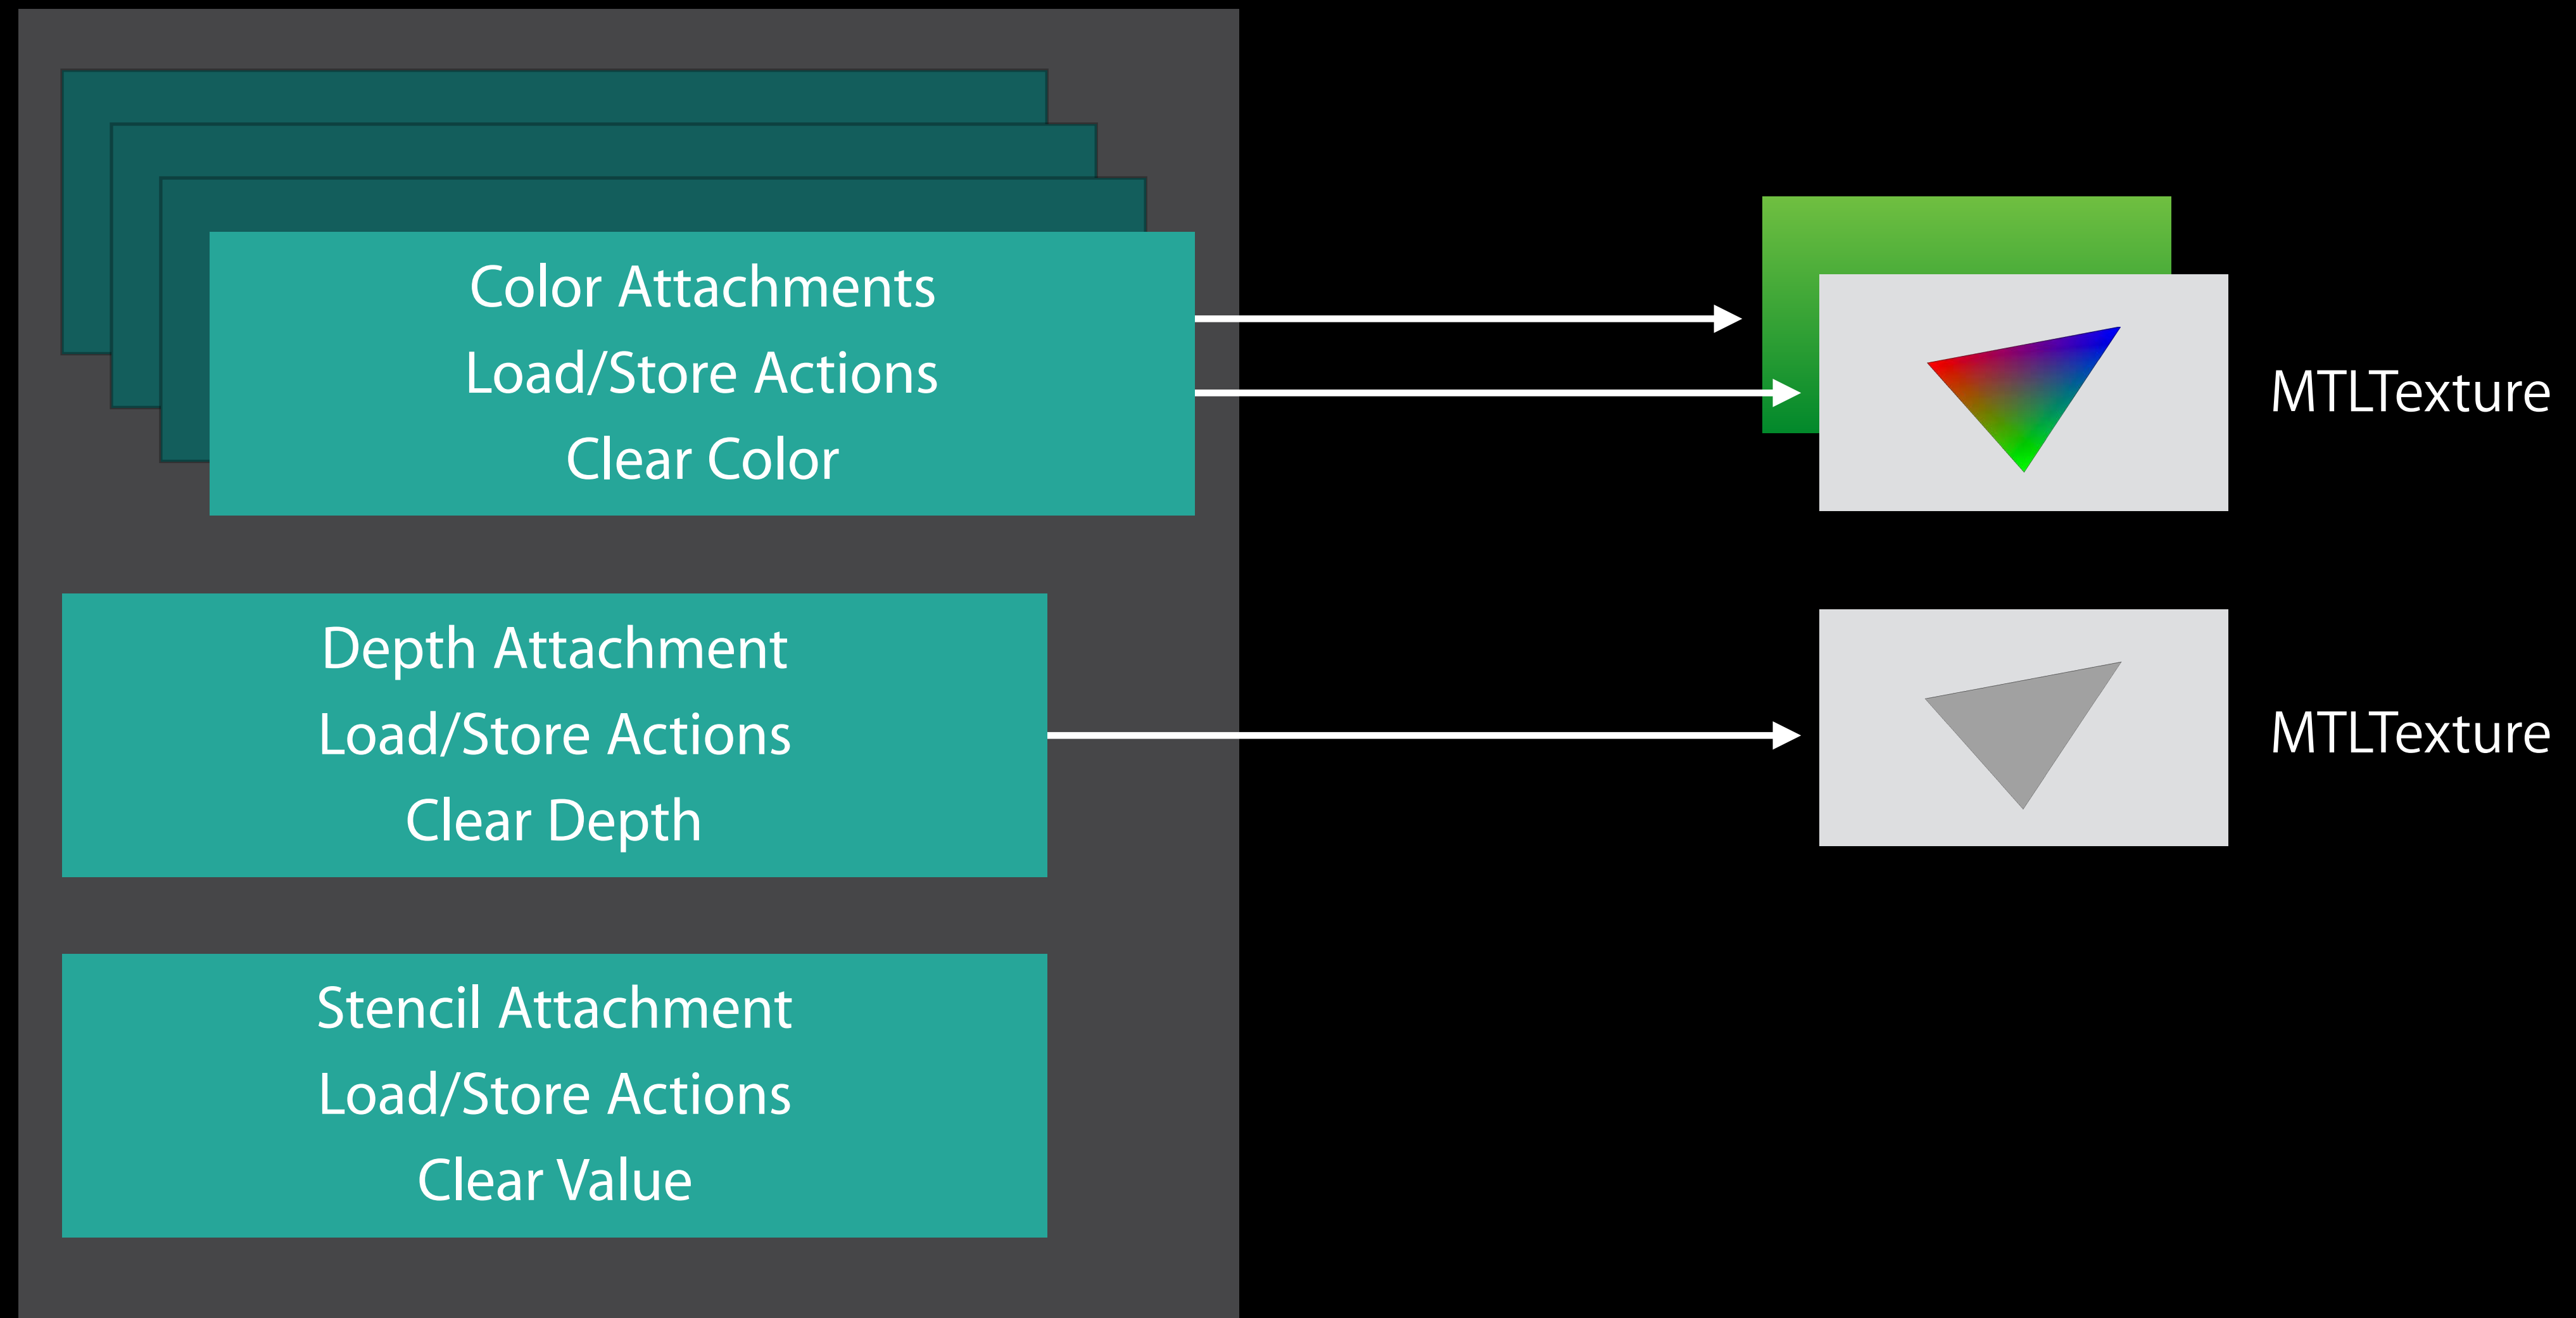 Color Attachments
Load/Store Actions
Clear Color
MTLTexture
Depth Attachment
Load/Store Actions
Clear Depth
MTLTexture
Stencil Attachment
Load/Store Actions
Clear Value